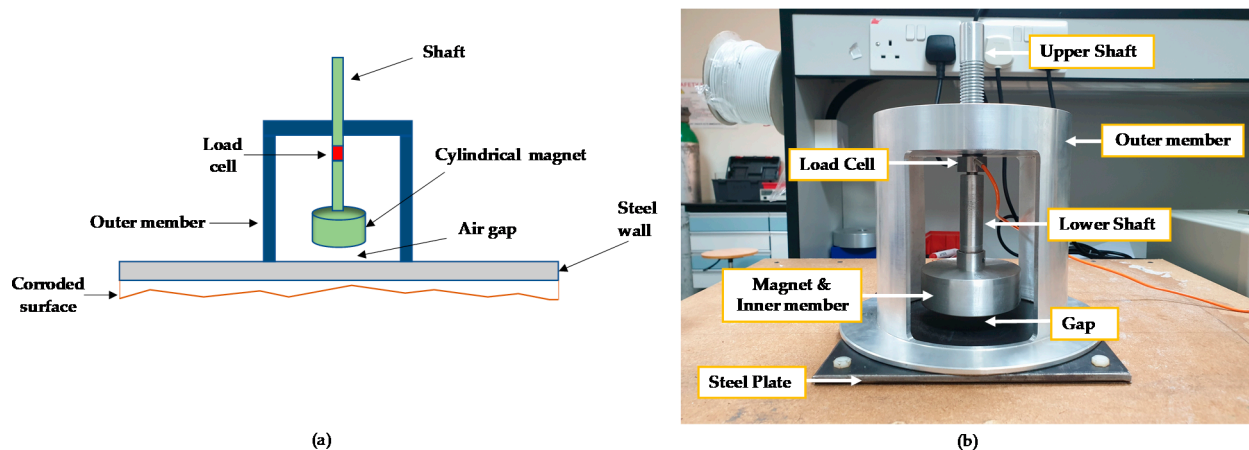 Shaft
Load
cell
Cylindrical magnet
Outer member
Air gap
Steel
wall
Corroded
surface
(a)
Upper Shaft
Outer member
Load Cell
Lower Shaft
Magnet &
Inner member
Gap
Steel Plate
(b)